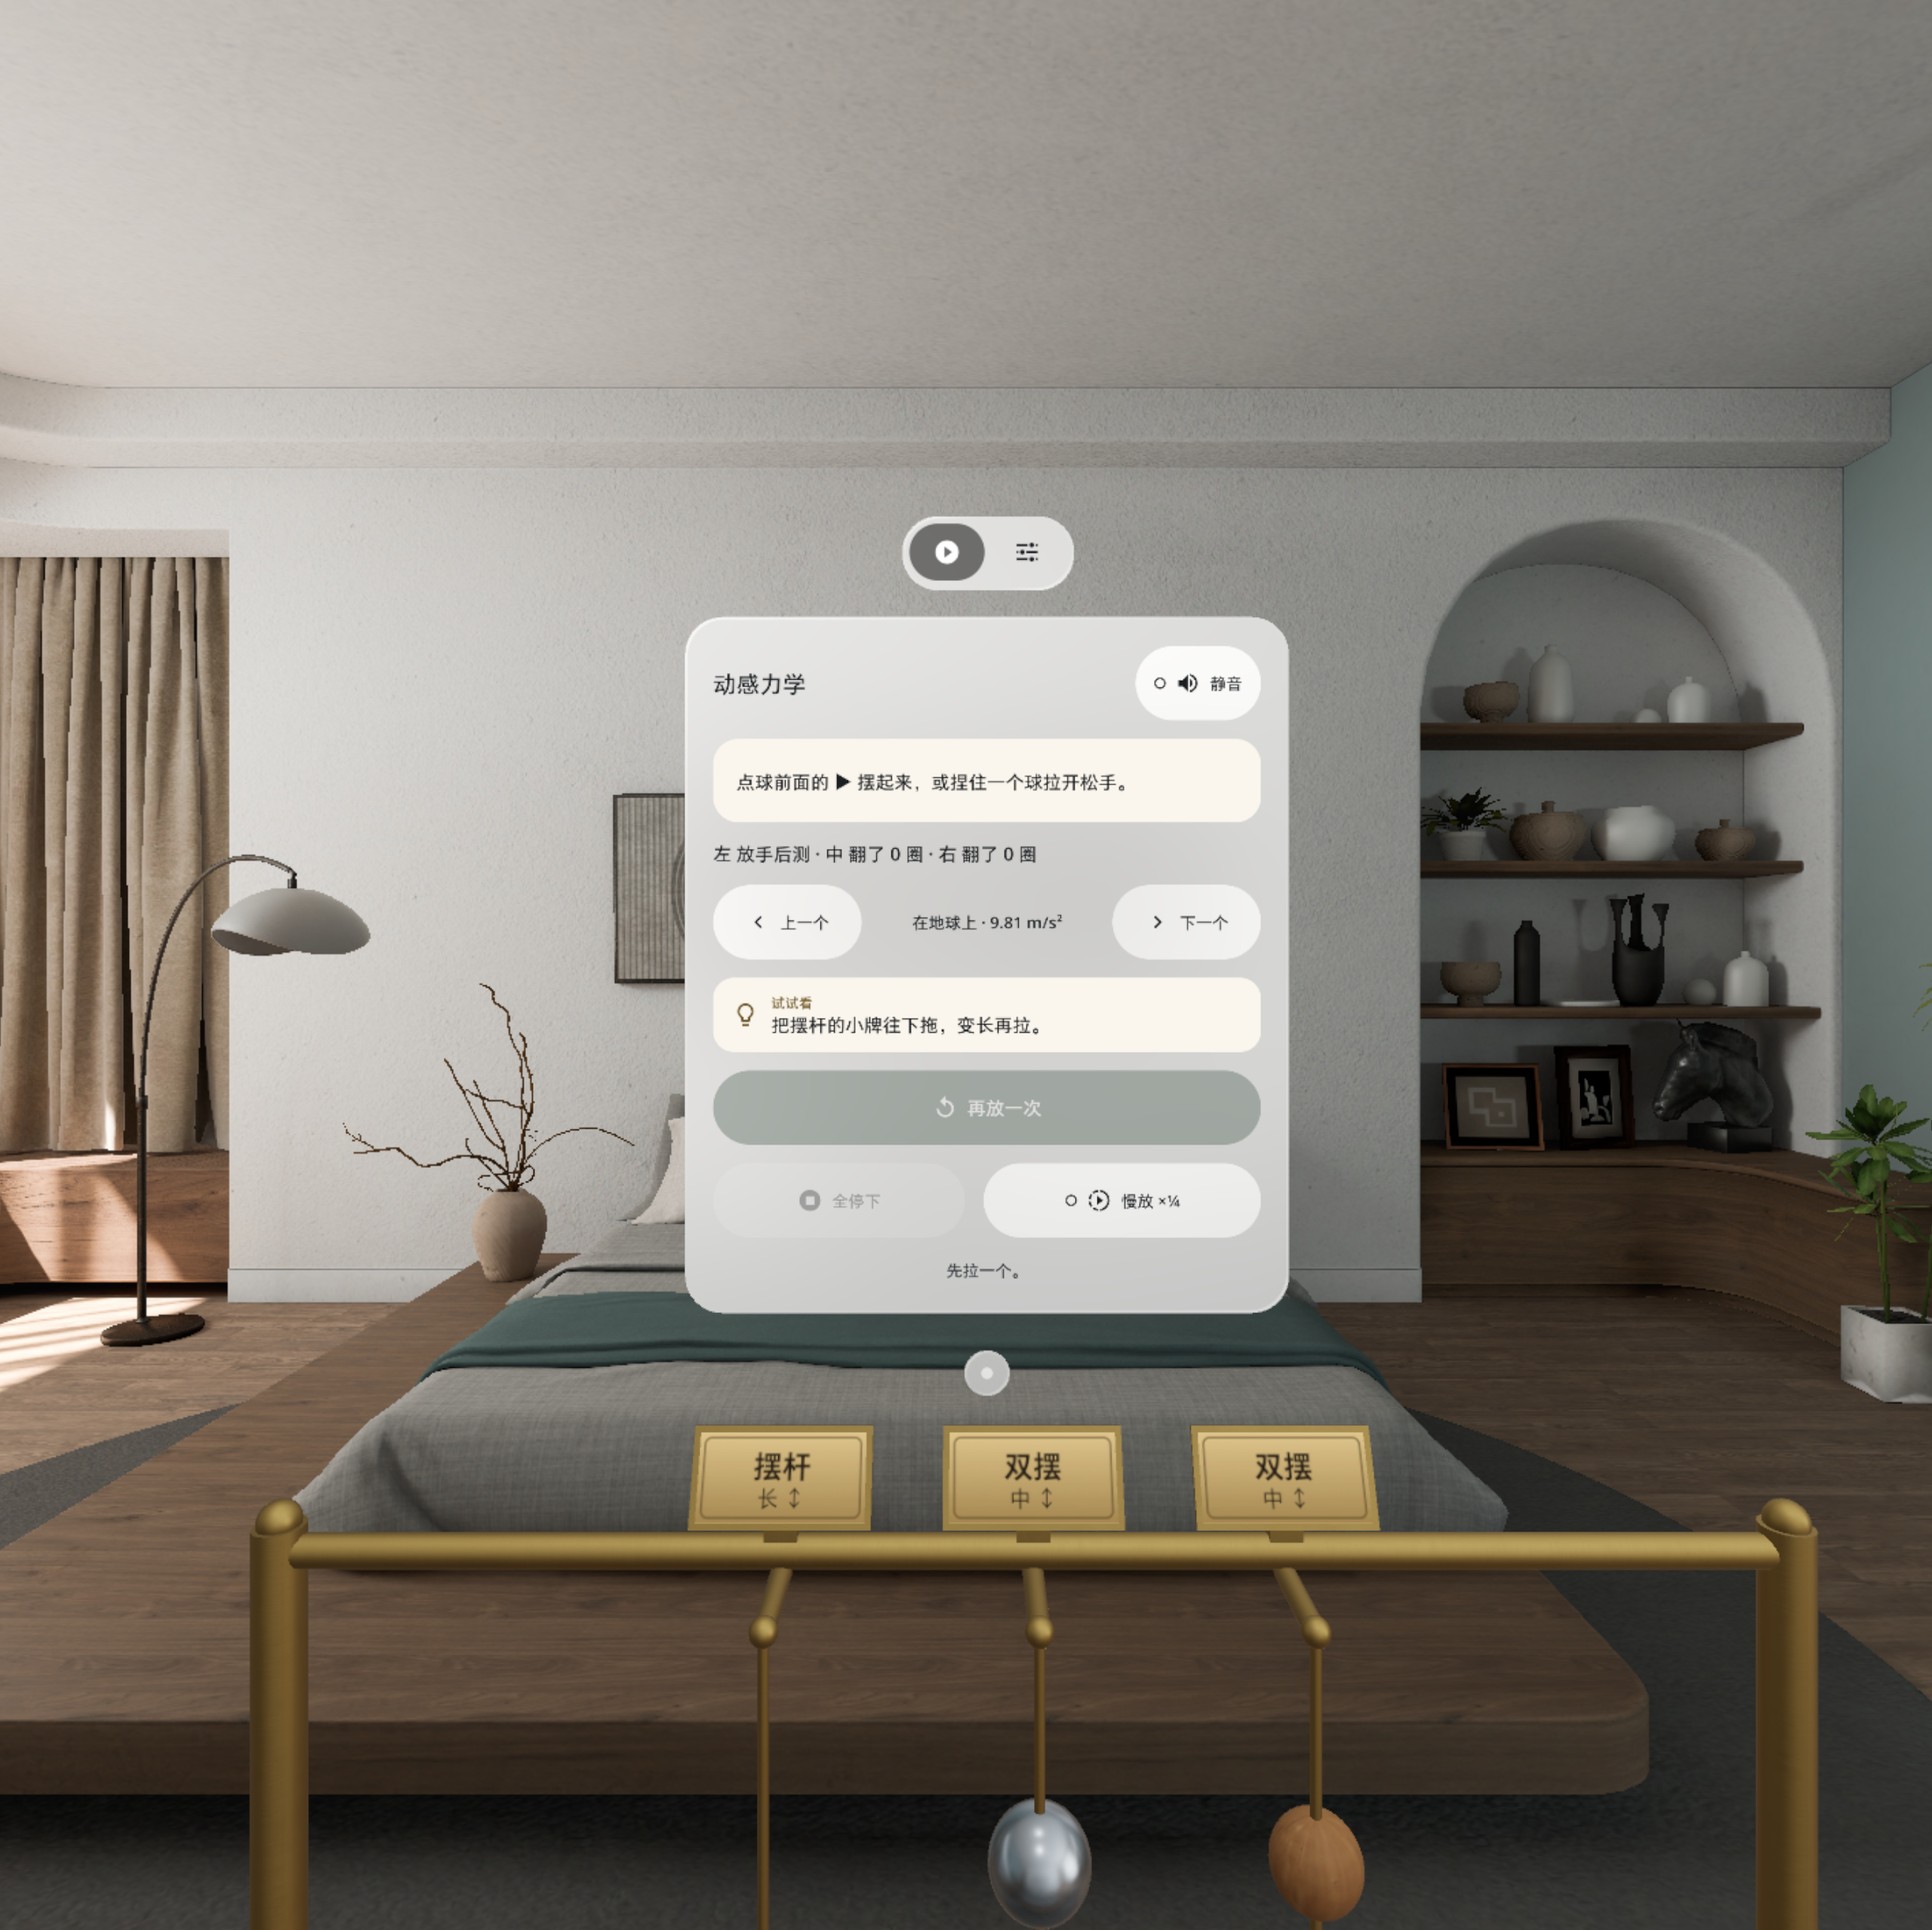 动感力学
静音
点球前面的 ▶ 摆起来，或捏住一个球拉开松手。
左 放手后测 · 中 翻了 0 圈 · 右 翻了 0 圈
上一个
在地球上 · 9.81 m/s²
下一个
试试看
把摆杆的小牌往下拖，变长再拉。
再放一次
全停下
慢放 ×¼
先拉一个。
摆杆
长 ↕
双摆
中 ↕
双摆
中 ↕